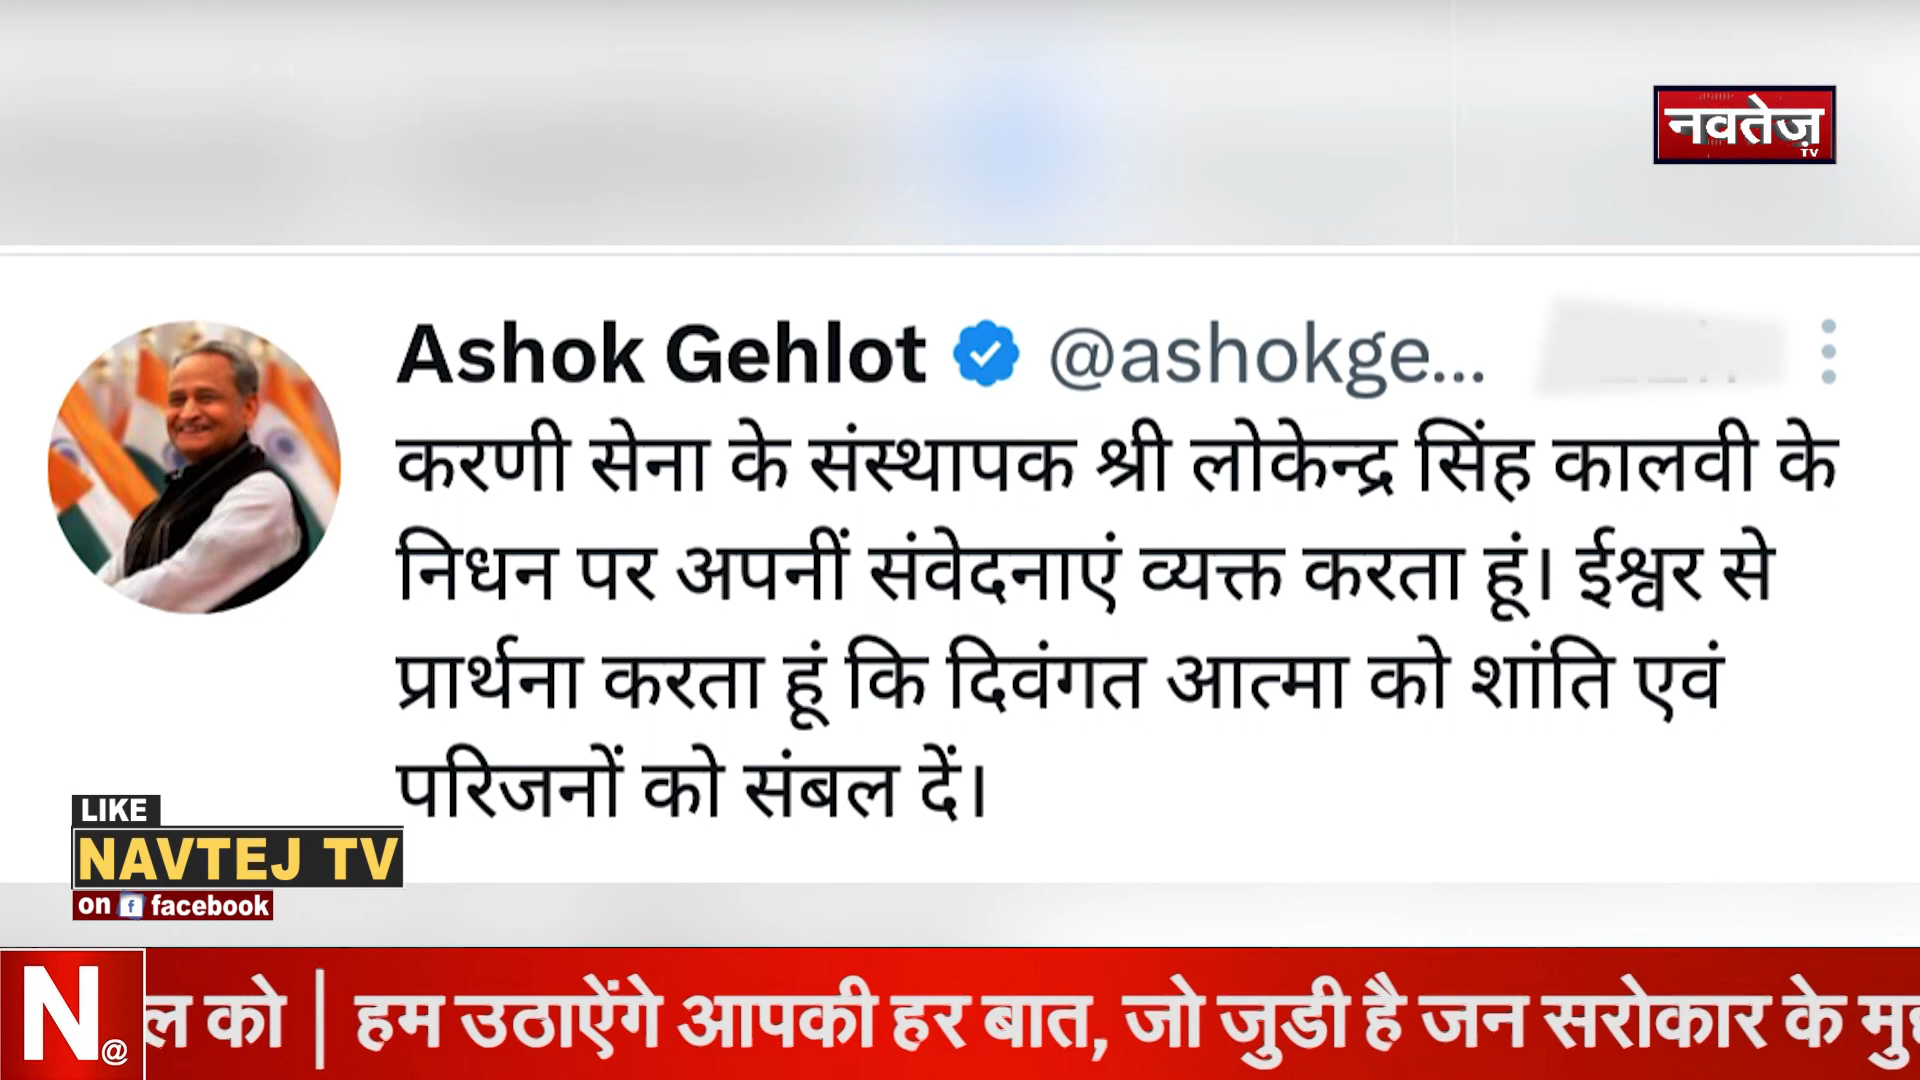 नवतेज़
TV
Ashok Gehlot @ashokge...
करणी सेना के संस्थापक श्री लोकेन्द्र सिंह कालवी के
निधन पर अपनीं संवेदनाएं व्यक्त करता हूं। ईश्वर से
प्रार्थना करता हूं कि दिवंगत आत्मा को शांति एवं
परिजनों को संबल दें।
LIKE
NAVTEJ TV
on f facebook
N@ ल को | हम उठाऐंगे आपकी हर बात, जो जुडी है जन सरोकार के